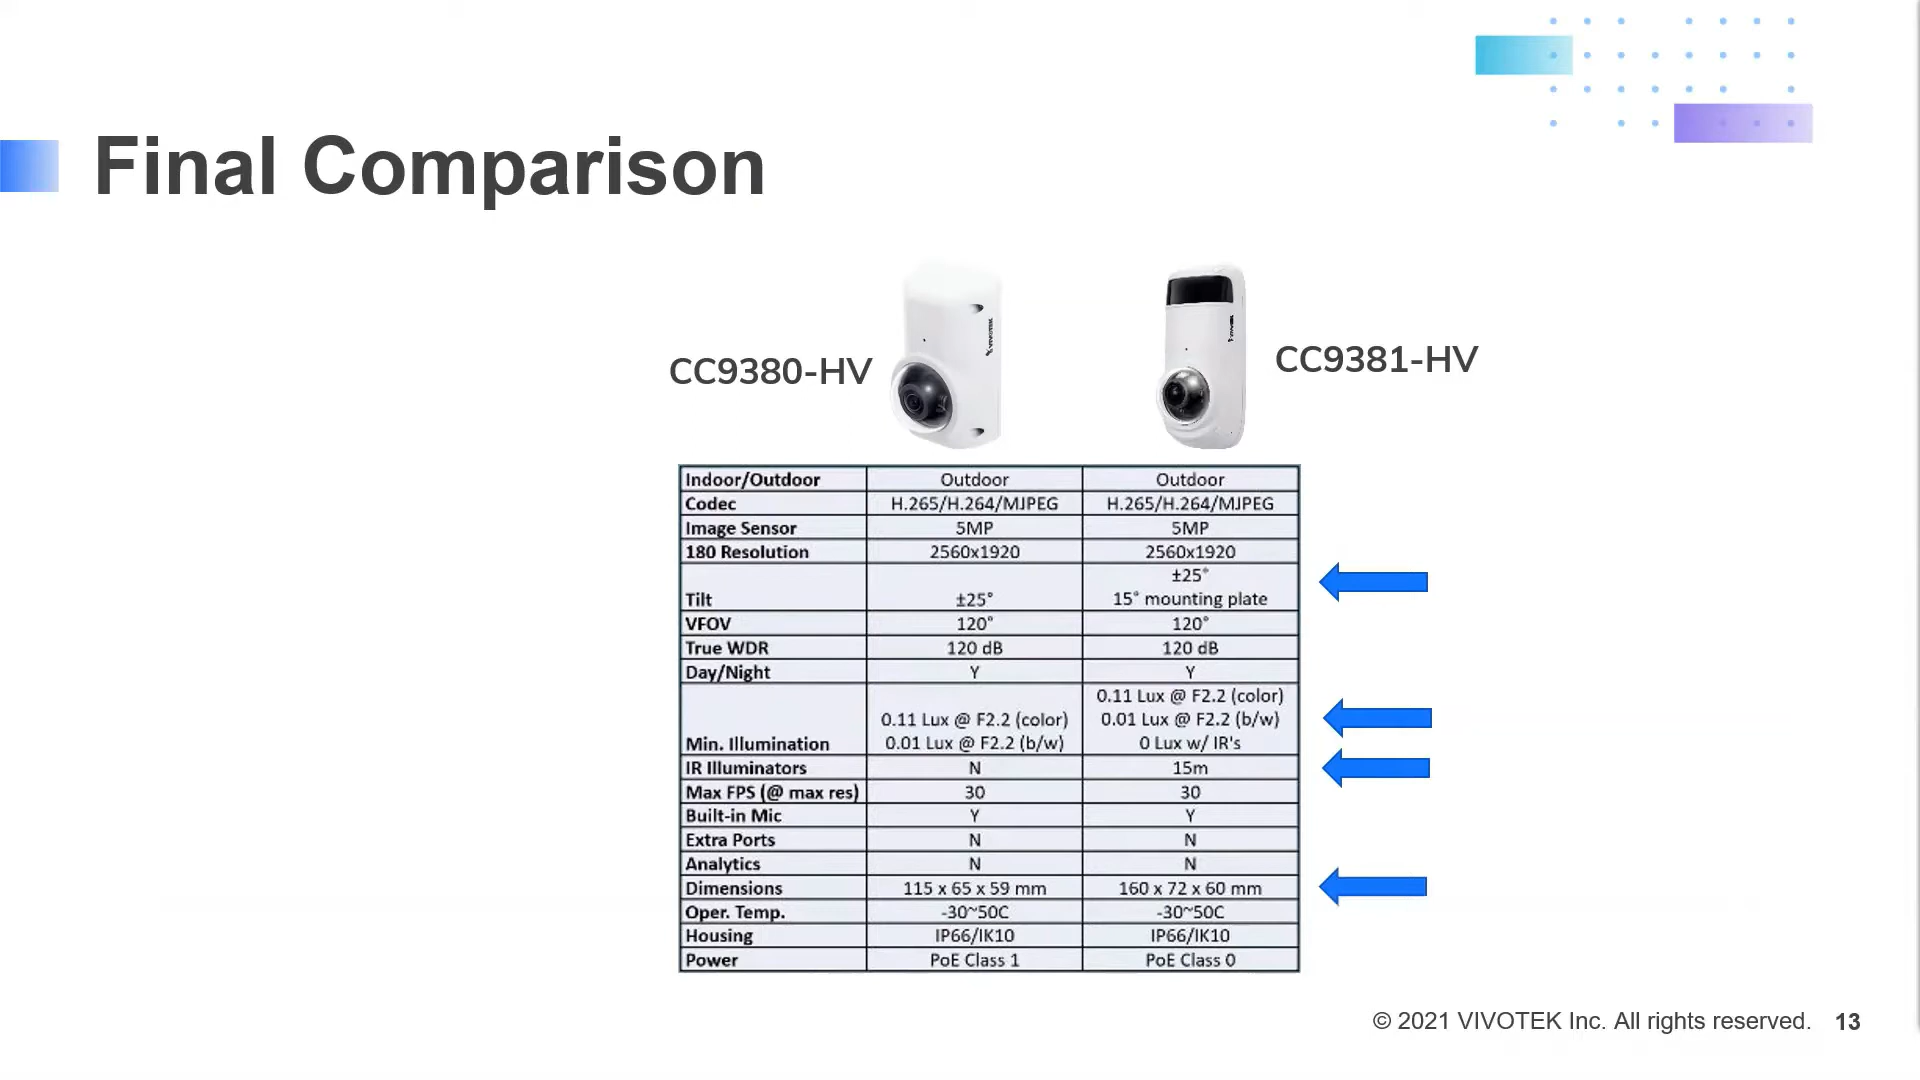 Final Comparison
CC9380-HV
CC9381-HV
VIVOTEK
VIVOTEK
Indoor/Outdoor Outdoor Outdoor
Codec H.265/H.264/MJPEG H.265/H.264/MJPEG
Image Sensor 5MP 5MP
180 Resolution 2560x1920 2560x1920
±25°
Tilt ±25° 15° mounting plate
VFOV 120° 120°
True WDR 120 dB 120 dB
Day/Night Y Y
0.11 Lux @ F2.2 (color)
0.11 Lux @ F2.2 (color) 0.01 Lux @ F2.2 (b/w)
Min. Illumination 0.01 Lux @ F2.2 (b/w) 0 Lux w/ IR's
IR Illuminators N 15m
Max FPS (@ max res) 30 30
Built-in Mic Y Y
Extra Ports N N
Analytics N N
Dimensions 115 x 65 x 59 mm 160 x 72 x 60 mm
Oper. Temp. -30~50C -30~50C
Housing IP66/IK10 IP66/IK10
Power PoE Class 1 PoE Class 0
© 2021 VIVOTEK Inc. All rights reserved. 13